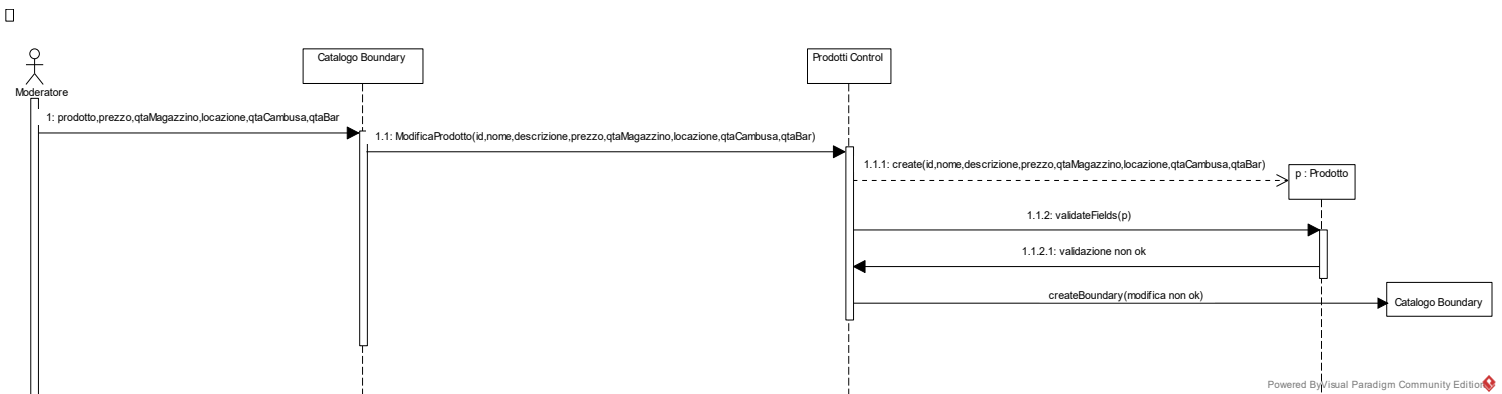 Catalogo Boundary
Prodotti Control
Moderatore
1: prodotto,prezzo,qtaMagazzino,locazione,qtaCambusa,qtaBar
1.1: ModificaProdotto(id,nome,descrizione,prezzo,qtaMagazzino,locazione,qtaCambusa,qtaBar)
1.1.1: create(id,nome,descrizione,prezzo,qtaMagazzino,locazione,qtaCambusa,qtaBar)
p : Prodotto
1.1.2: validateFields(p)
1.1.2.1: validazione non ok
createBoundary(modifica non ok)
Catalogo Boundary
Powered By Visual Paradigm Community Edition